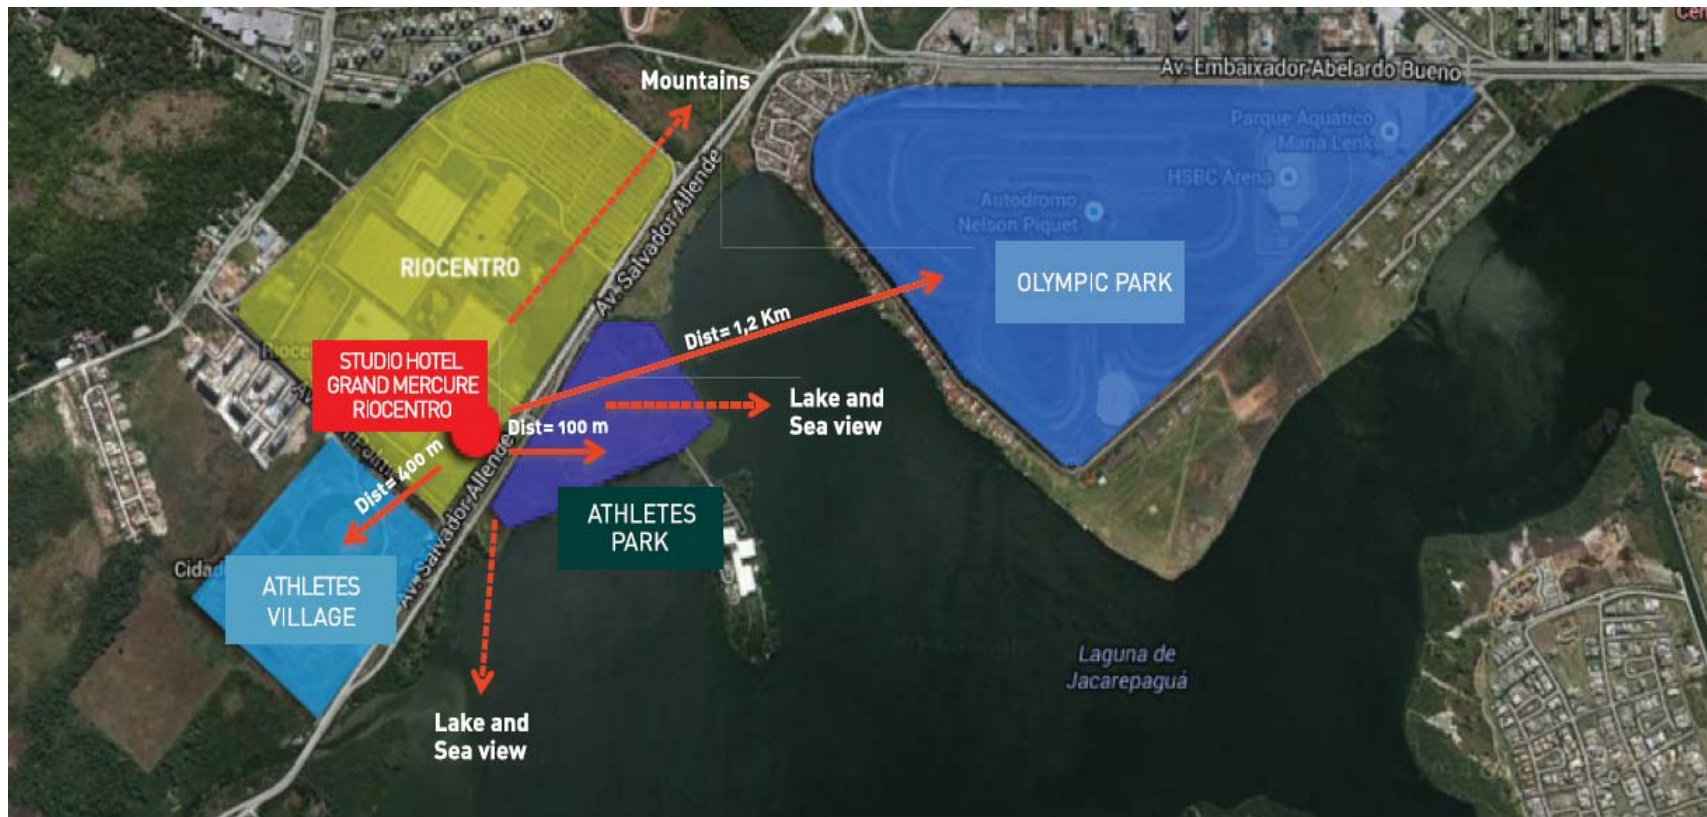 Mountains
Av. Embaixador Abelardo Bueno
Parque Aquático
Maria Lenk
HSBC Arena
Autodromo
Nelson Piquet
Av. Salvador Allende
RIOCENTRO
OLYMPIC PARK
Dist= 1,2 Km
STUDIO HOTEL
GRAND MERCURE
RIOCENTRO
Lake and
Sea view
Dist= 100 m
Dist= 400 m
ATHLETES
PARK
Av. Salvador Allende
Cidad
ATHLETES
VILLAGE
Laguna de
Jacarepaguá
Lake and
Sea view